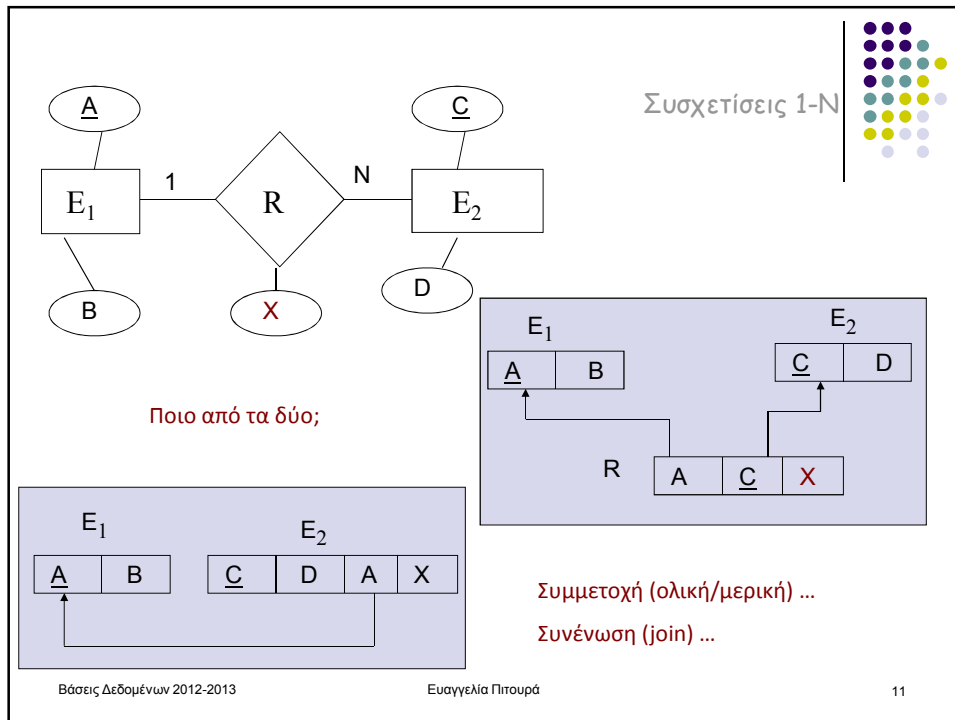 Συσχετίσεις 1-N
A
C
1
N
E1
R
E2
B
X
D
Ποιο από τα δύο;
E1
E2
A B
C D
R A C X
E1
E2
A B
C D A X
Συμμετοχή (ολική/μερική) ...
Συνένωση (join) ...
Βάσεις Δεδομένων 2012-2013 Ευαγγελία Πιτουρά 11